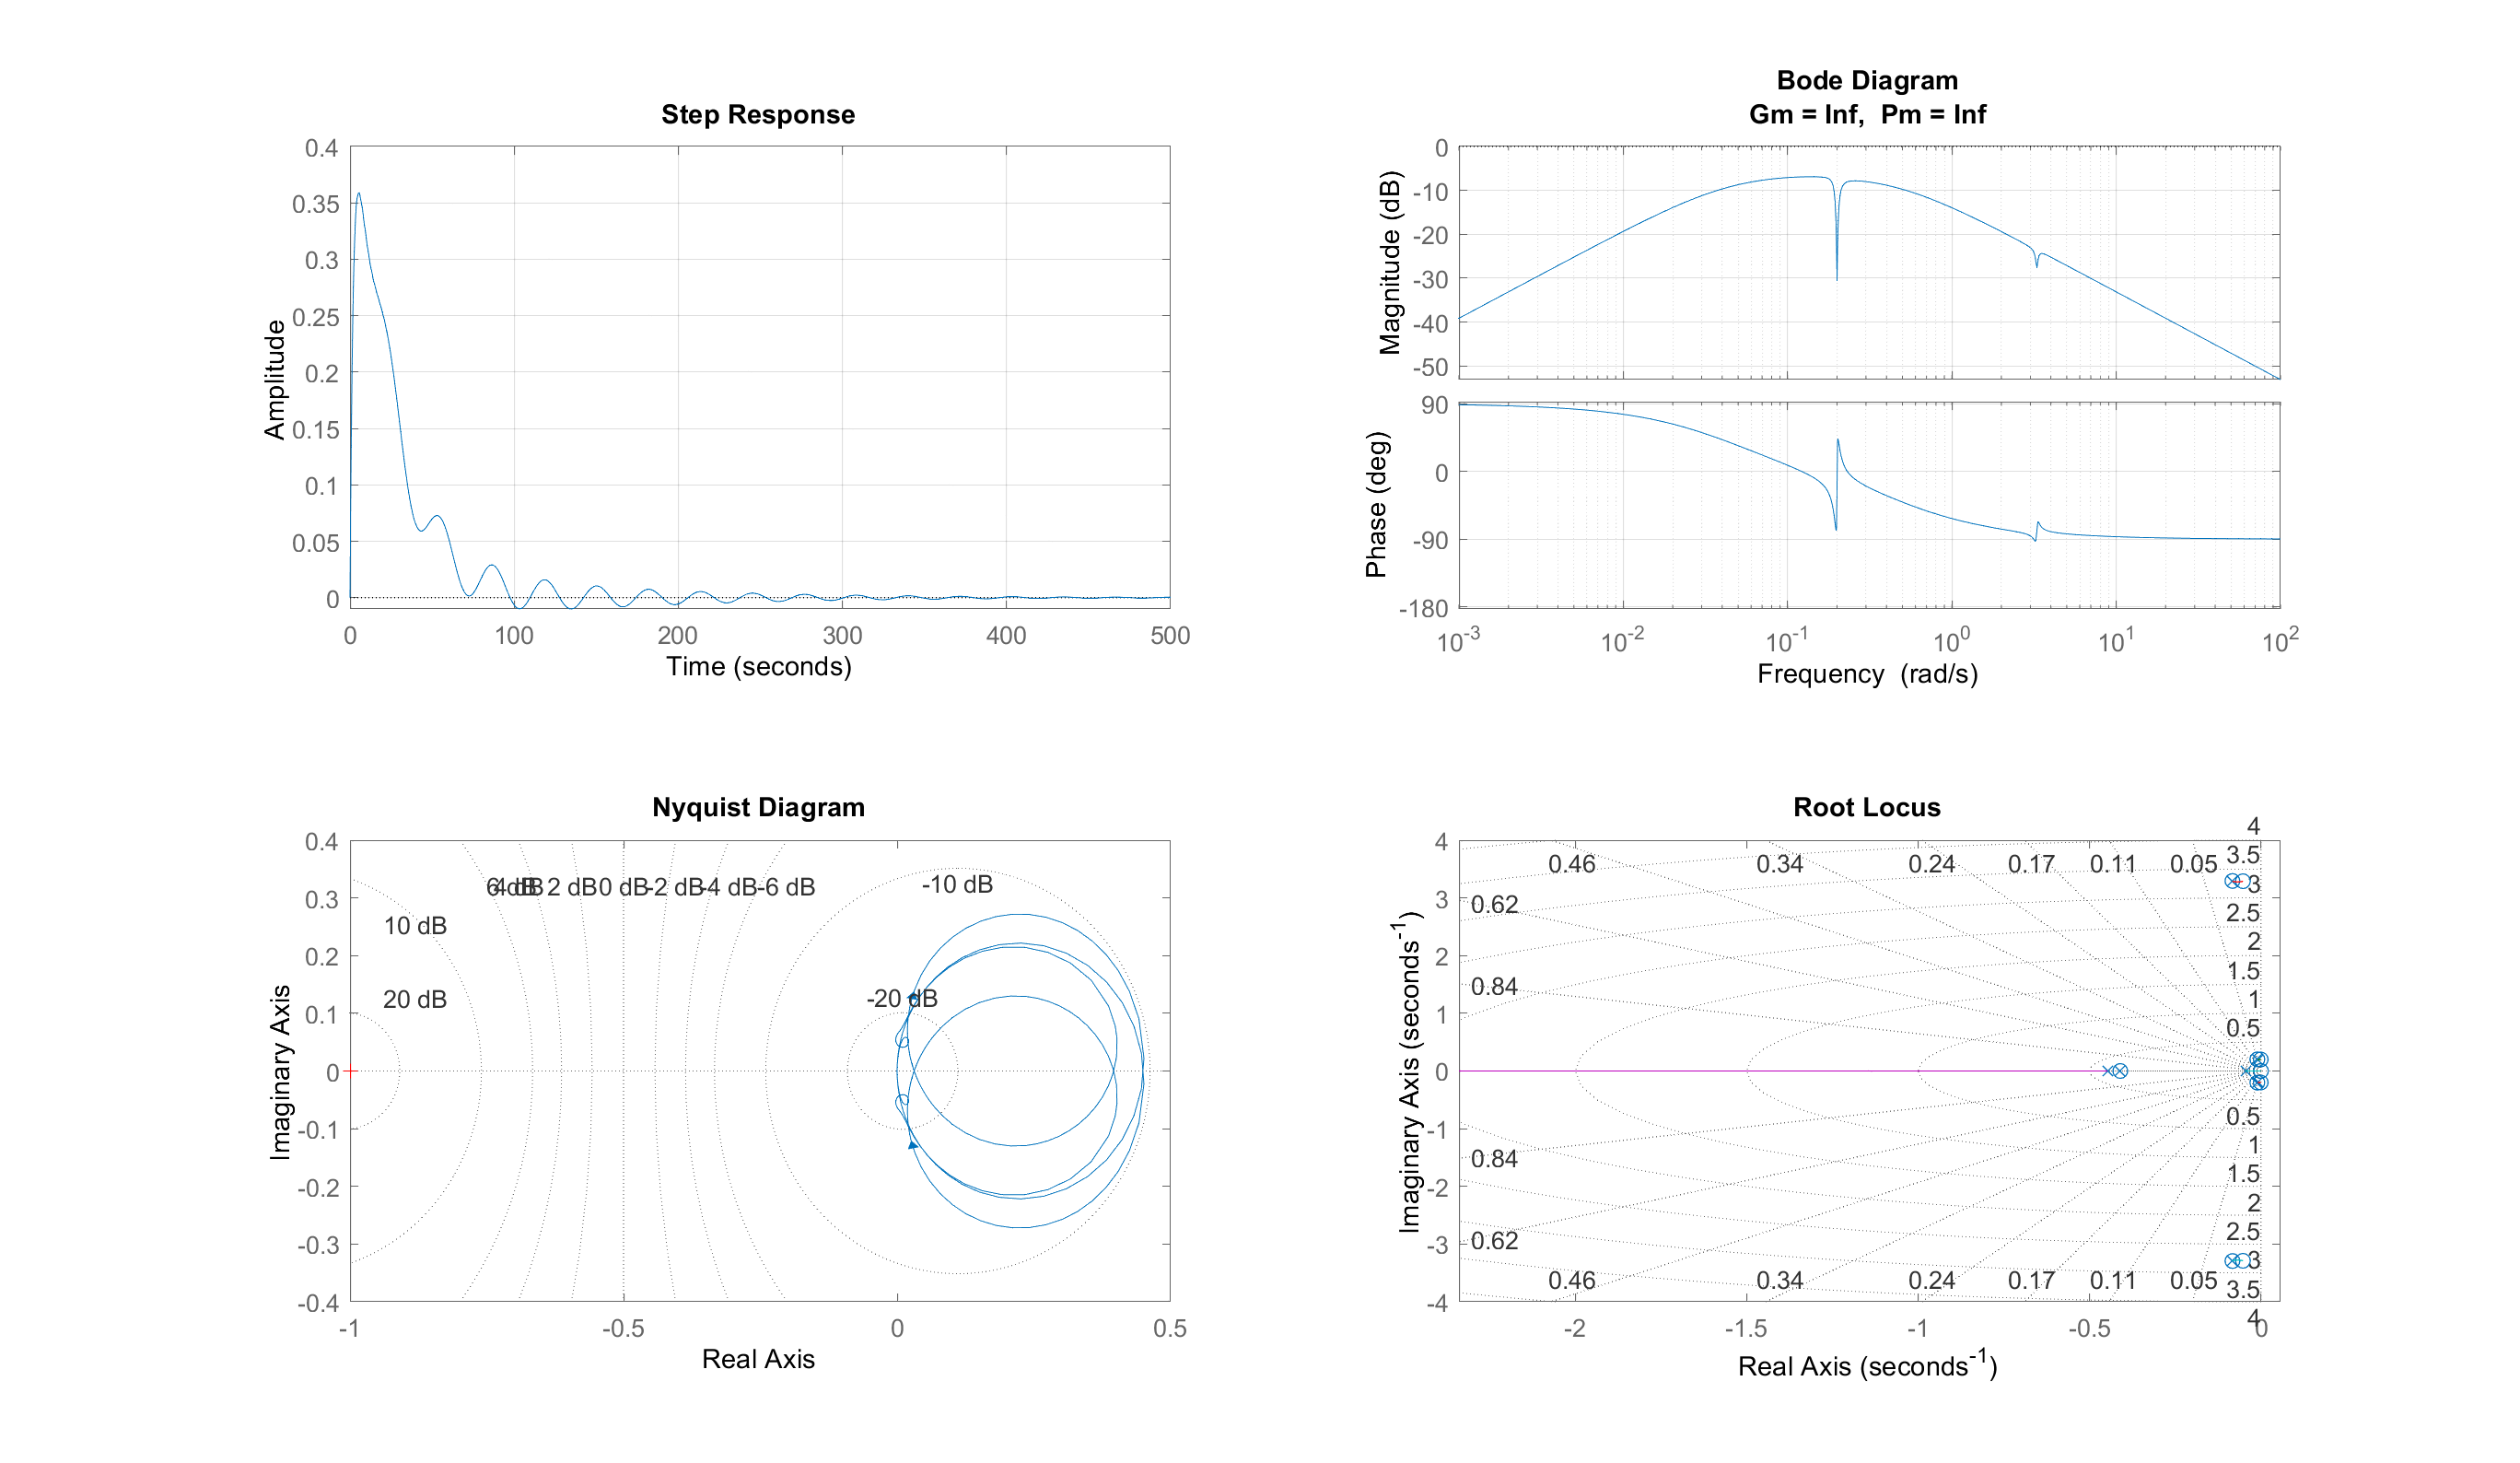 Step Response
0.4
0.35
0.3
0.25
0.2
0.15
0.1
0.05
0
Amplitude
0 100 200 300 400 500
Time (seconds)
Bode Diagram
Gm = Inf, Pm = Inf
0
-10
-20
-30
-40
-50
Magnitude (dB)
90
0
-90
-180
Phase (deg)
10-3 10-2 10-1 100 101 102
Frequency (rad/s)
Nyquist Diagram
0.4
0.3
0.2
0.1
0
-0.1
-0.2
-0.3
-0.4
Imaginary Axis
6 dB 4 dB 2 dB 0 dB -2 dB -4 dB -6 dB -10 dB
10 dB
20 dB -20 dB
-1 -0.5 0 0.5
Real Axis
Root Locus
4
3
2
1
0
-1
-2
-3
-4
Imaginary Axis (seconds-1)
4
0.46 0.34 0.24 0.17 0.11 0.05 3.5
0.62 3
2.5
2
0.84 1.5
1
0.5
0.5
1
0.84 1.5
2
0.62 2.5
3
0.46 0.34 0.24 0.17 0.11 0.05 3.5
4
-2 -1.5 -1 -0.5 0
Real Axis (seconds-1)